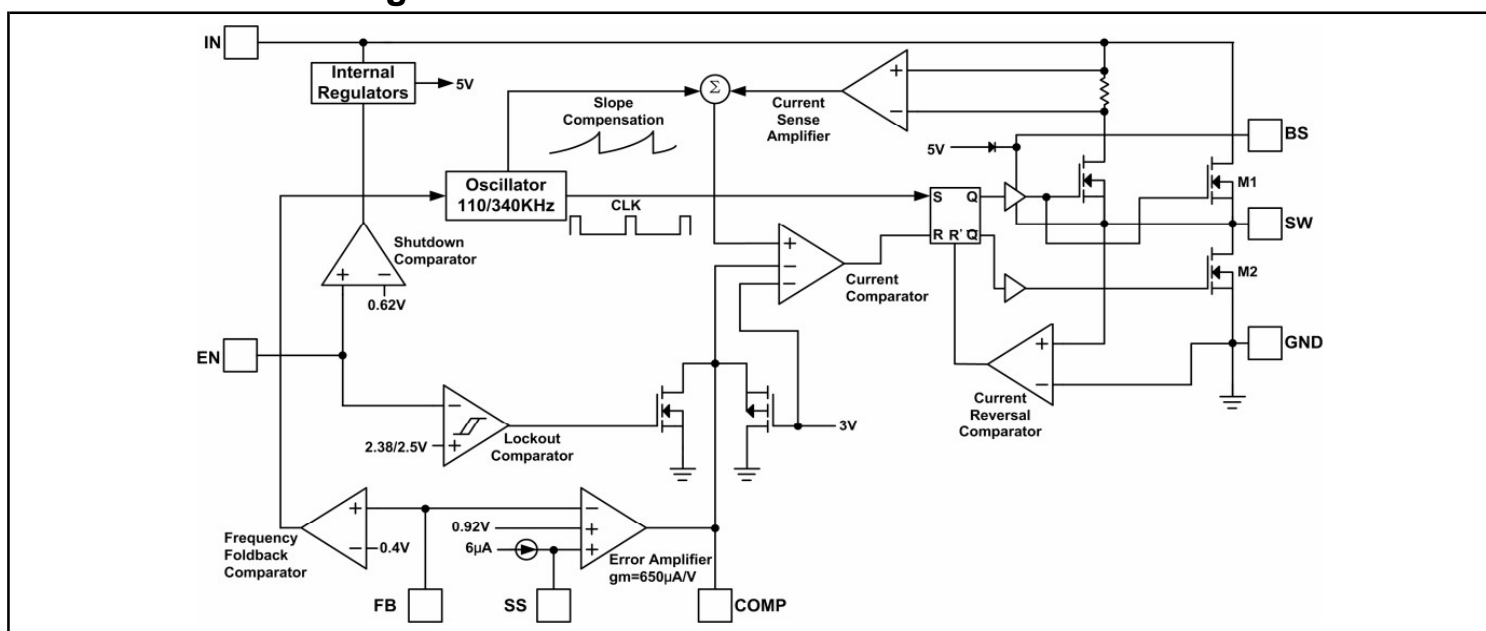 IN
Internal
Regulators
5V
Σ
Slope
Compensation
Current
Sense
Amplifier
+
−
BS
5V
M1
Oscillator
110/340KHz
CLK
S
Q
R
R'
Q̅
SW
M2
Shutdown
Comparator
+
−
0.62V
+
−
−
Current
Comparator
EN
GND
+
−
Current
Reversal
Comparator
−
+
2.38/2.5V
Lockout
Comparator
3V
Frequency
Foldback
Comparator
+
−
0.4V
0.92V
6µA
−
+
+
Error Amplifier
gm=650µA/V
FB
SS
COMP